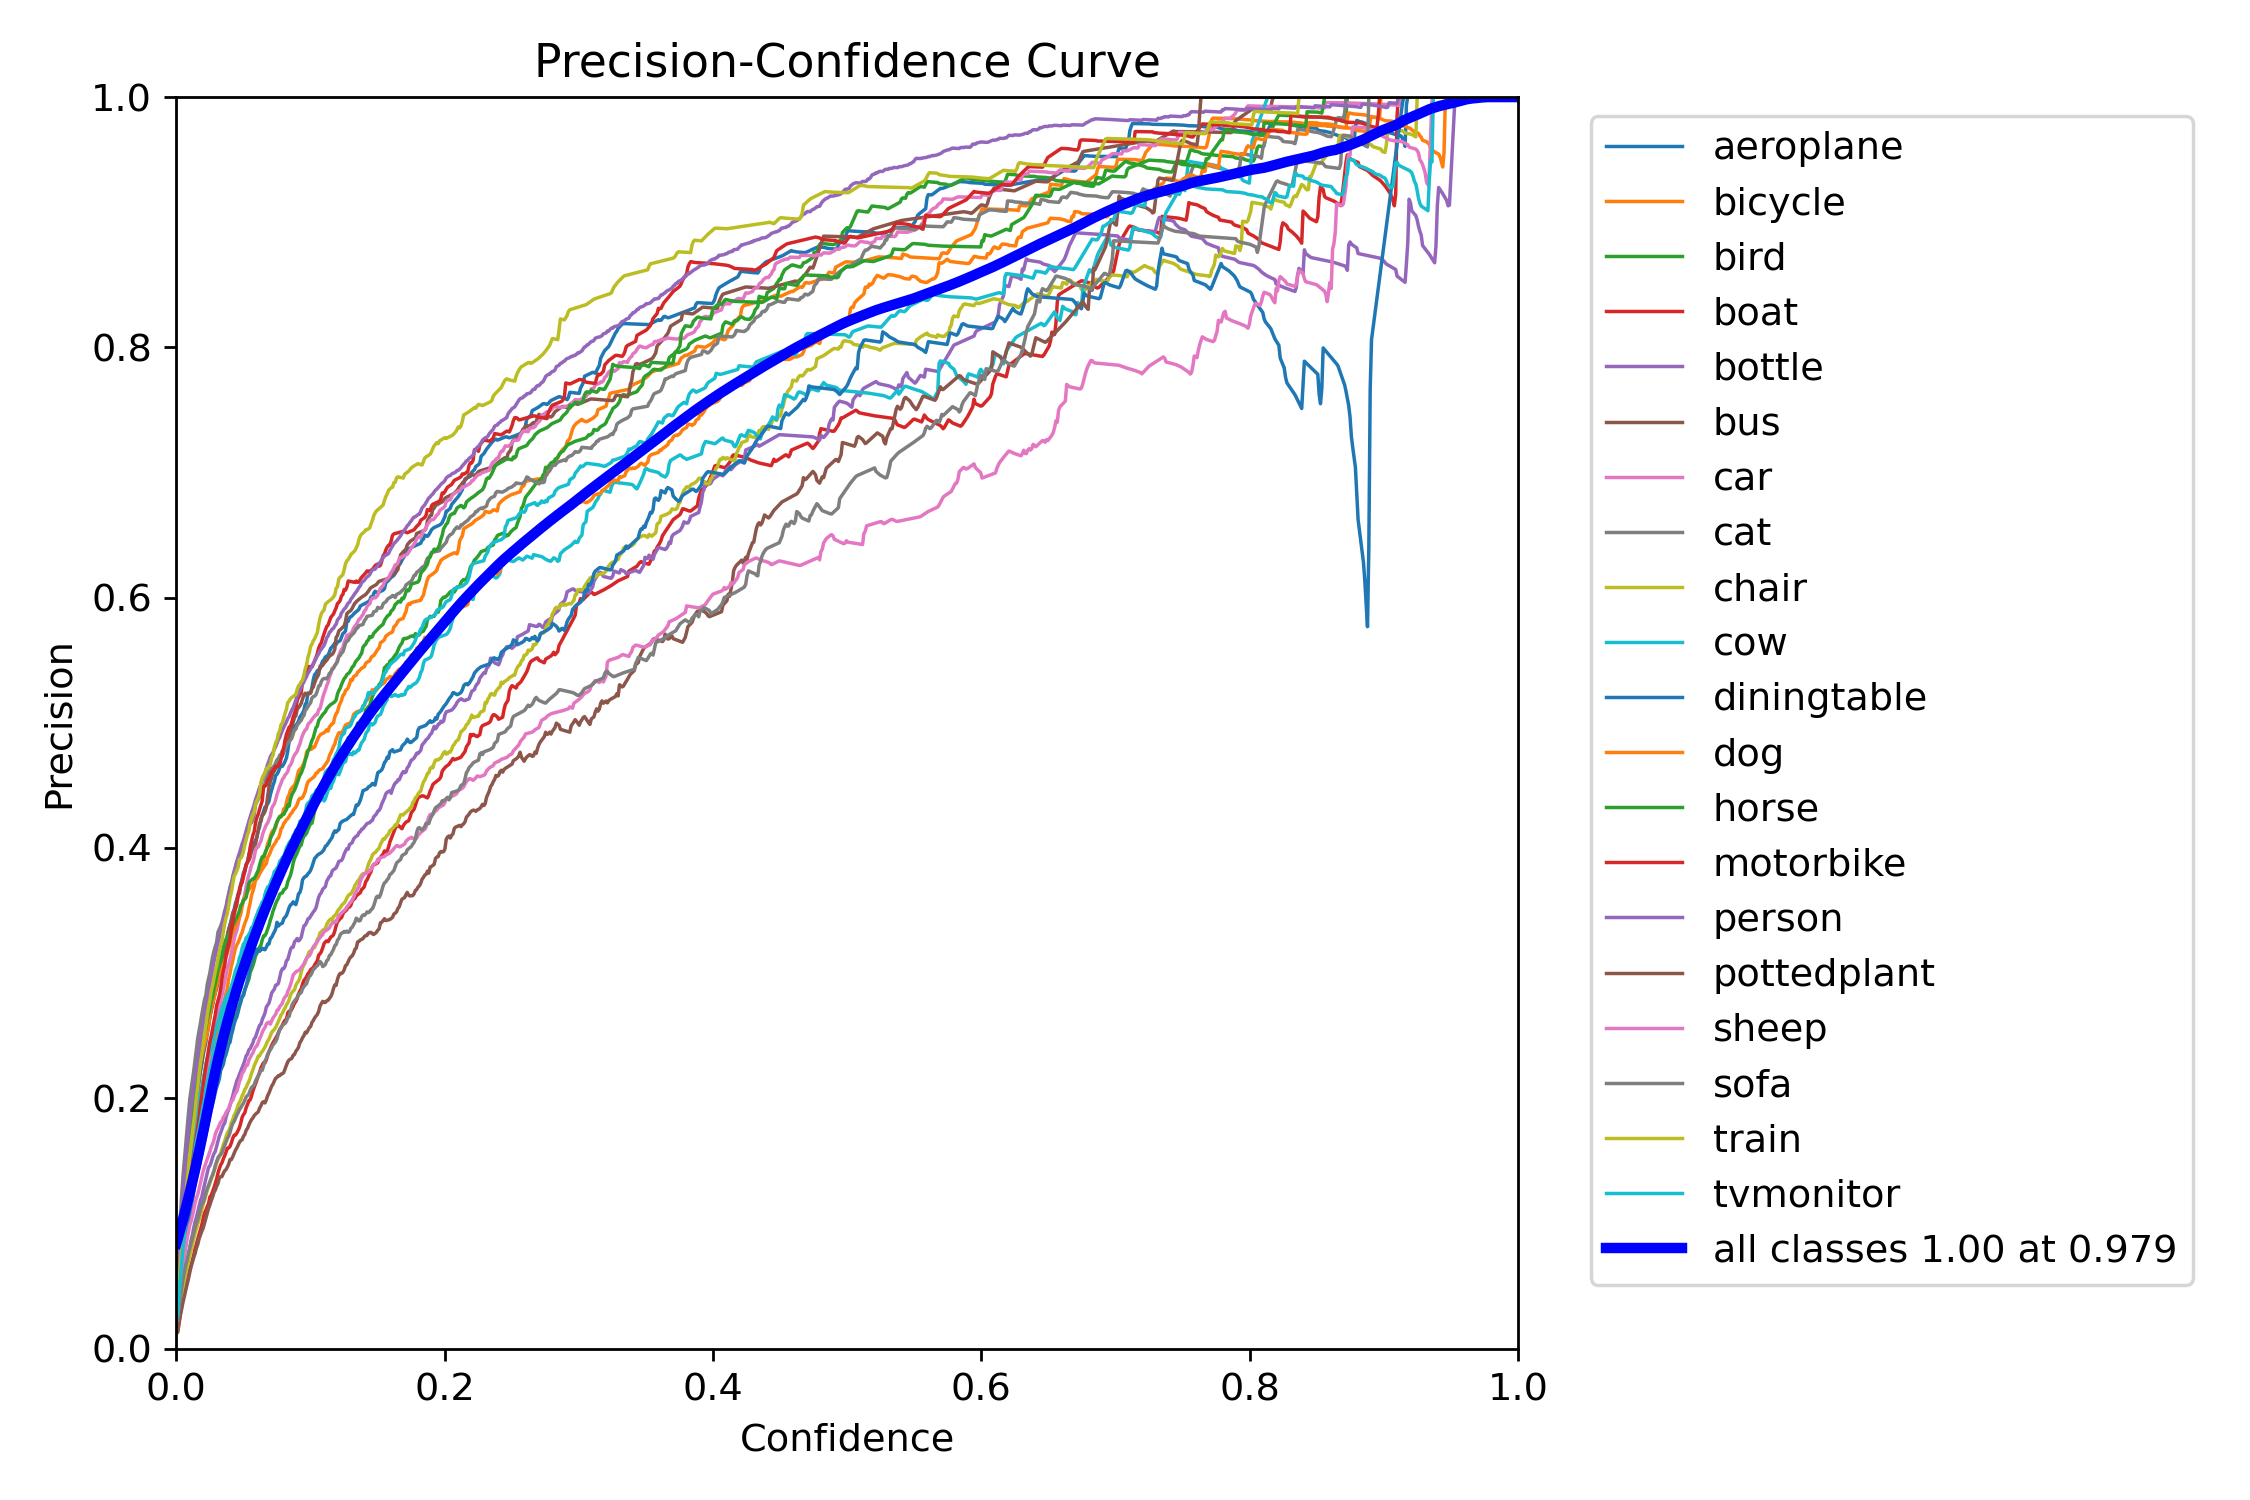 Precision-Confidence Curve
1.0
0.8
0.6
0.4
0.2
0.0
Precision
0.0 0.2 0.4 0.6 0.8 1.0
Confidence
aeroplane
bicycle
bird
boat
bottle
bus
car
cat
chair
cow
diningtable
dog
horse
motorbike
person
pottedplant
sheep
sofa
train
tvmonitor
all classes 1.00 at 0.979